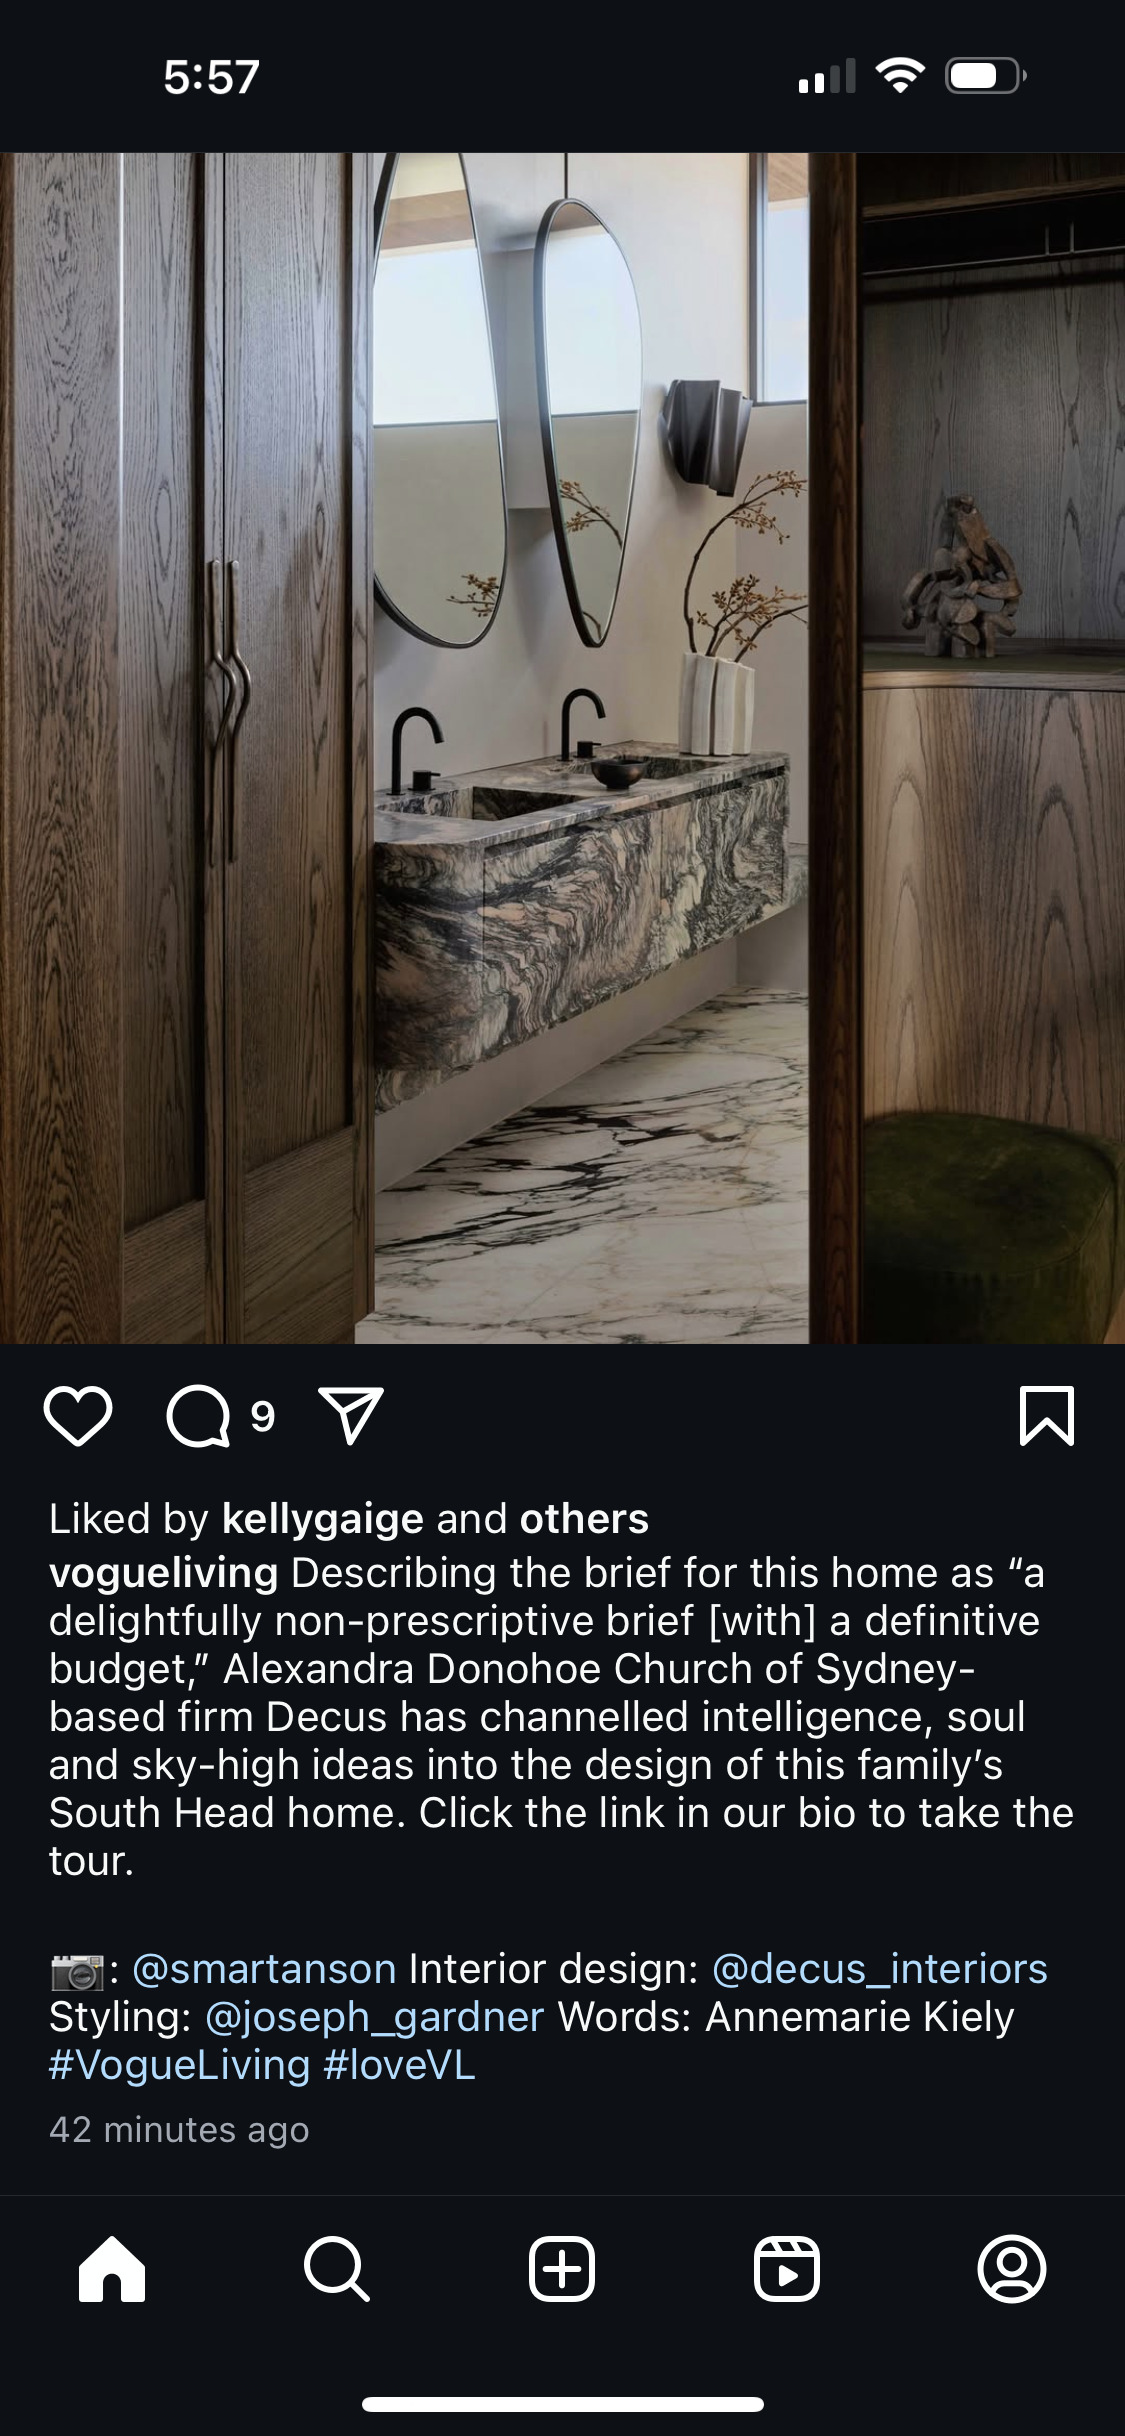 5:57
9
Liked by kellygaige and others
vogueliving Describing the brief for this home as “a
delightfully non-prescriptive brief [with] a definitive
budget,” Alexandra Donohoe Church of Sydney-
based firm Decus has channelled intelligence, soul
and sky-high ideas into the design of this family’s
South Head home. Click the link in our bio to take the
tour.
📷: @smartanson Interior design: @decus_interiors
Styling: @joseph_gardner Words: Annemarie Kiely
#VogueLiving #loveVL
42 minutes ago